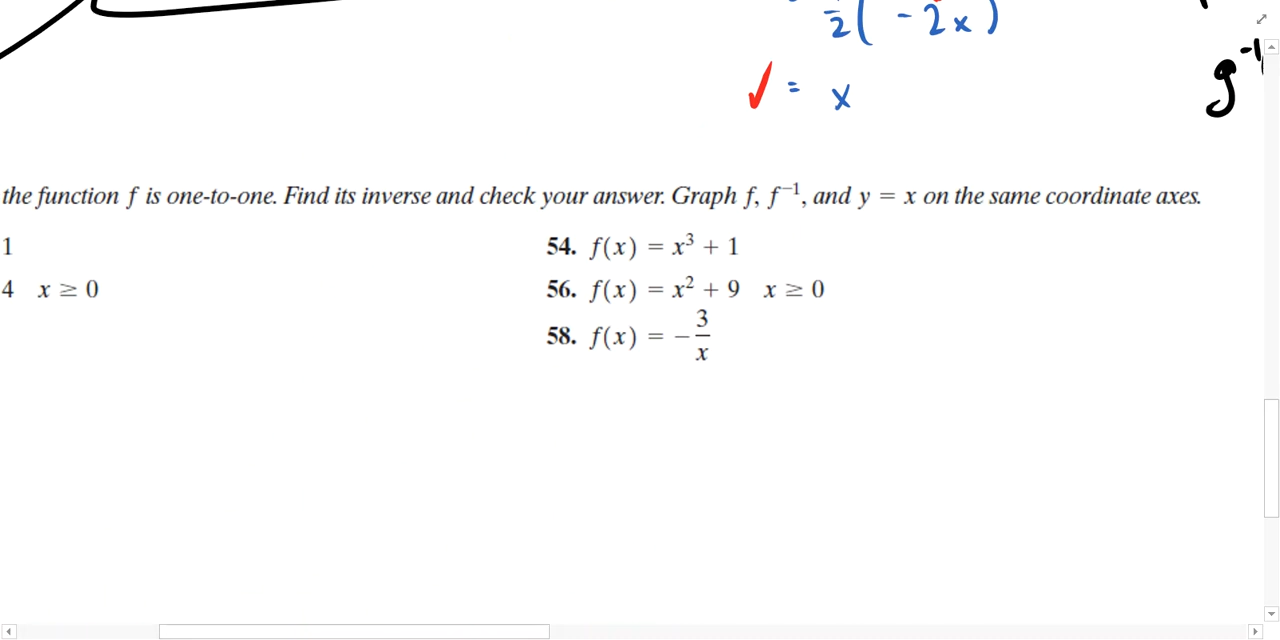 1/2( - 2x )
= x
g⁻¹
the function f is one-to-one. Find its inverse and check your answer. Graph f, f⁻¹, and y = x on the same coordinate axes.
1
54. f(x) = x³ + 1
4 x ≥ 0
56. f(x) = x² + 9 x ≥ 0
58. f(x) = -3/x